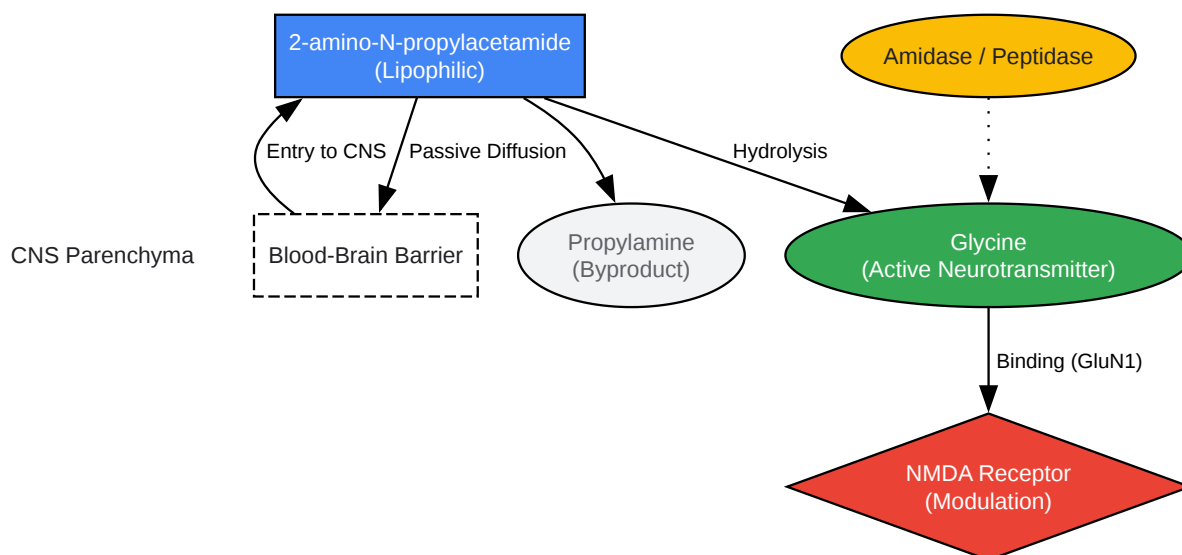 2-amino-N-propylacetamide
(Lipophilic)
Amidase / Peptidase
Entry to CNS
Passive Diffusion
Hydrolysis
CNS Parenchyma
Blood-Brain Barrier
Propylamine
(Byproduct)
Glycine
(Active Neurotransmitter)
Binding (GluN1)
NMDA Receptor
(Modulation)